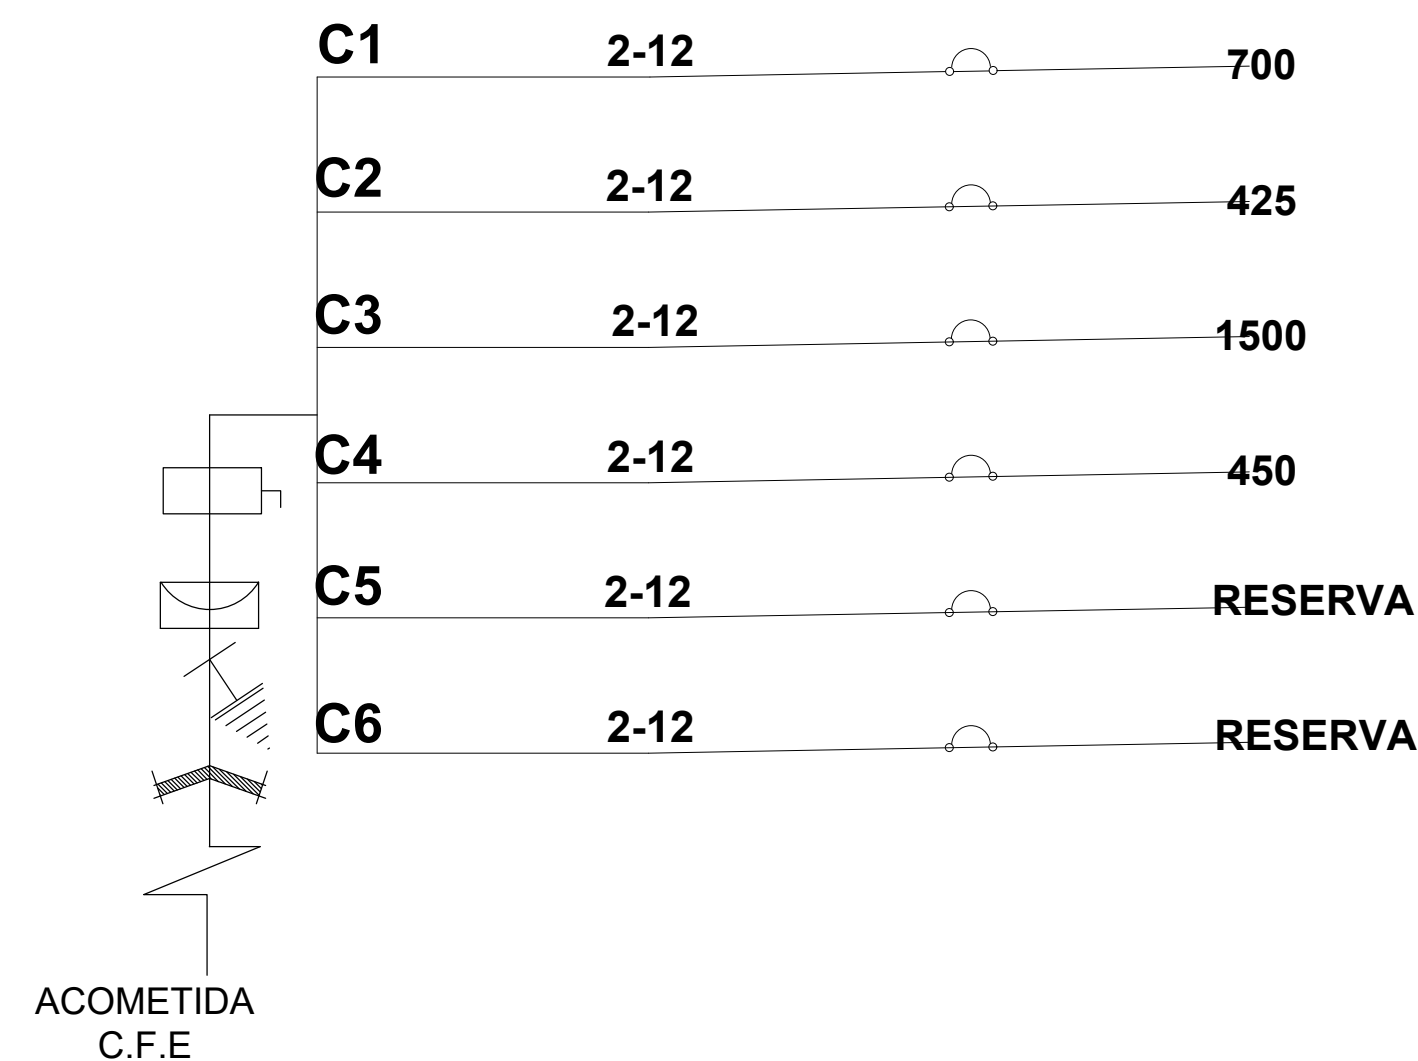 C1 2-12 700
C2 2-12 425
C3 2-12 1500
C4 2-12 450
C5 2-12 RESERVA
C6 2-12 RESERVA
ACOMETIDA
C.F.E